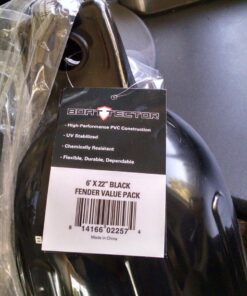 BOATTECTOR
- High-Performance PVC Construction
- UV Stabilized
- Chemically Resistant
- Flexible, Durable, Dependable
6" X 22" BLACK
FENDER VALUE PACK
8 14166 02257 4
Made in China